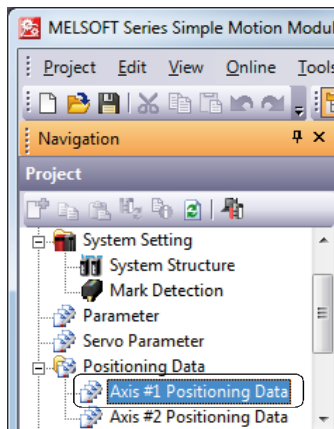 MELSOFT Series Simple Motion Modul
Project Edit View Online Tools
Navigation
Project
System Setting
System Structure
Mark Detection
Parameter
Servo Parameter
Positioning Data
Axis #1 Positioning Data
Axis #2 Positioning Data